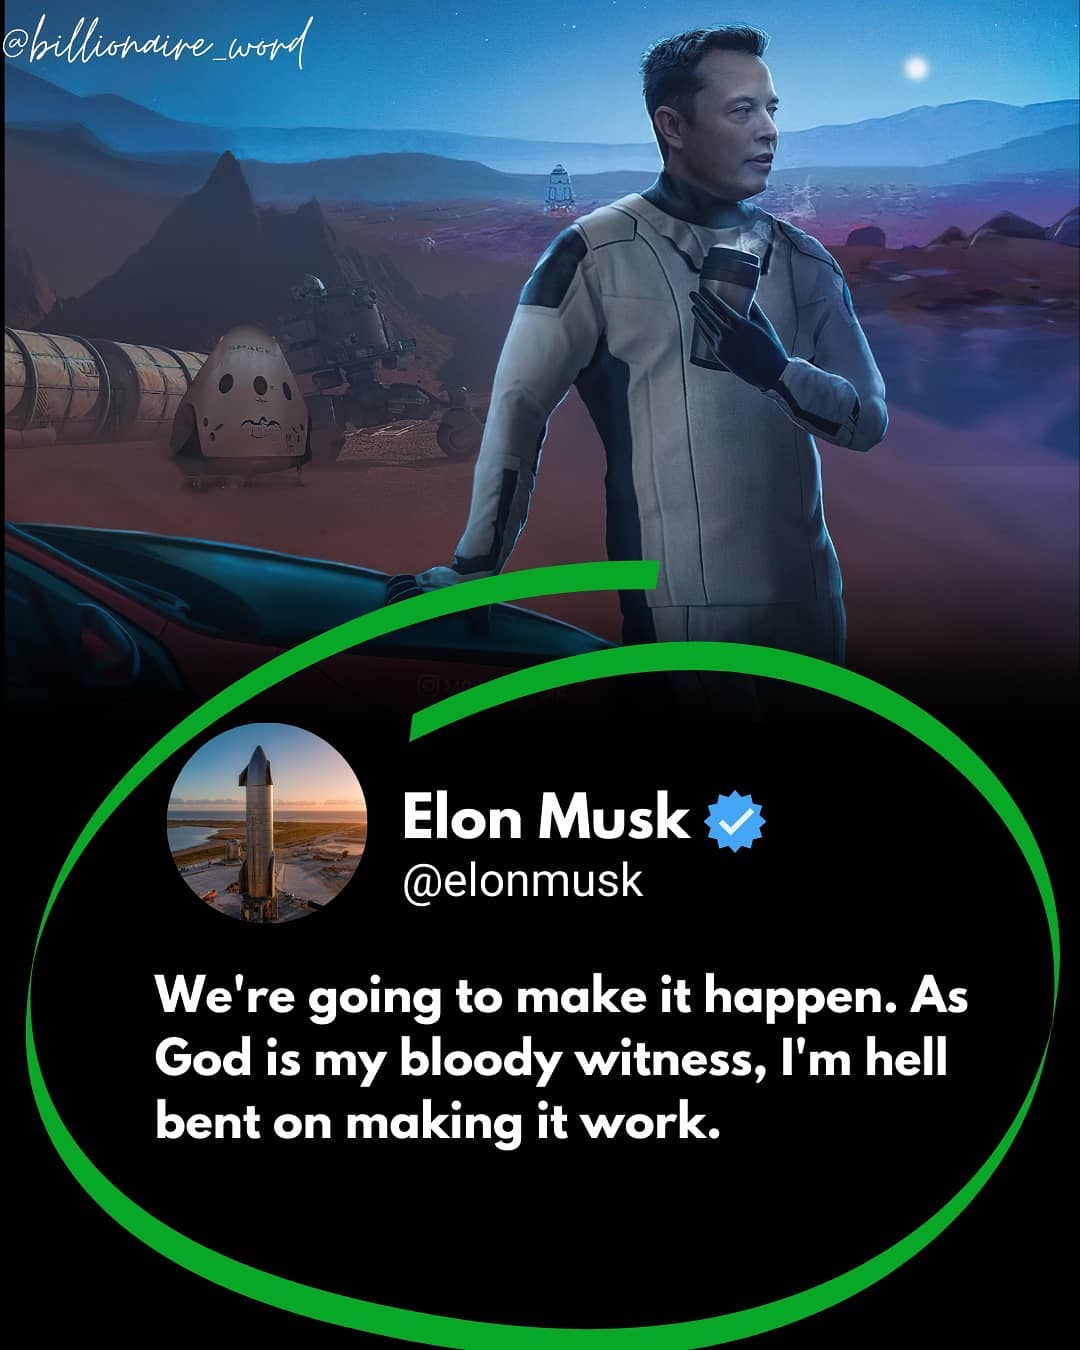 @billionaire_word
SPACEX
Elon Musk
@elonmusk
We're going to make it happen. As
God is my bloody witness, I'm hell
bent on making it work.